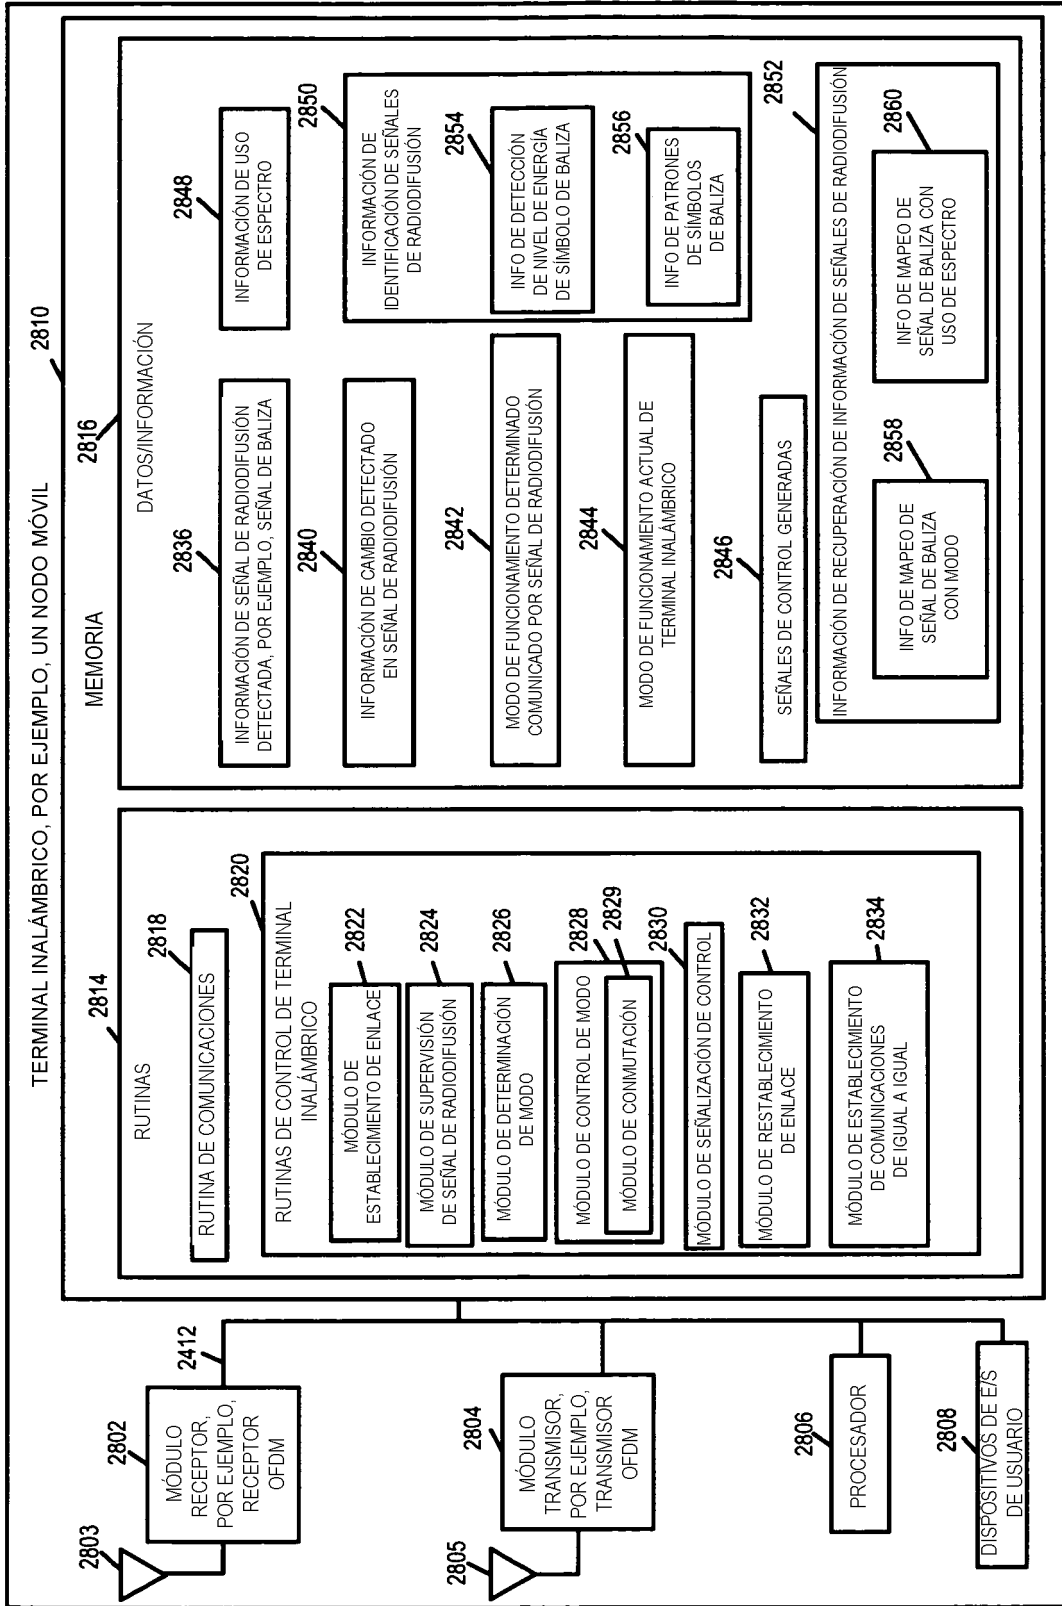 TERMINAL INALÁMBRICO, POR EJEMPLO, UN NODO MÓVIL
2810
MEMORIA
2814
RUTINAS
2818
RUTINA DE COMUNICACIONES
2820
RUTINAS DE CONTROL DE TERMINAL
INALÁMBRICO
2822
MÓDULO DE
ESTABLECIMIENTO DE ENLACE
2824
MÓDULO DE SUPERVISIÓN
DE SEÑAL DE RADIODIFUSIÓN
2826
MÓDULO DE DETERMINACIÓN
DE MODO
2828
MÓDULO DE CONTROL DE MODO
2829
MÓDULO DE CONMUTACIÓN
2830
MÓDULO DE SEÑALIZACIÓN DE CONTROL
2832
MÓDULO DE RESTABLECIMIENTO
DE ENLACE
2834
MÓDULO DE ESTABLECIMIENTO
DE COMUNICACIONES
DE IGUAL A IGUAL
2816
DATOS/INFORMACIÓN
2836
INFORMACIÓN DE SEÑAL DE RADIODIFUSIÓN
DETECTADA, POR EJEMPLO, SEÑAL DE BALIZA
2840
INFORMACIÓN DE CAMBIO DETECTADO
EN SEÑAL DE RADIODIFUSIÓN
2842
MODO DE FUNCIONAMIENTO DETERMINADO
COMUNICADO POR SEÑAL DE RADIODIFUSIÓN
2844
MODO DE FUNCIONAMIENTO ACTUAL DE
TERMINAL INALÁMBRICO
2846
SEÑALES DE CONTROL GENERADAS
2848
INFORMACIÓN DE USO
DE ESPECTRO
2850
INFORMACIÓN DE
IDENTIFICACIÓN DE SEÑALES
DE RADIODIFUSIÓN
2854
INFO DE DETECCIÓN
DE NIVEL DE ENERGÍA
DE SÍMBOLO DE BALIZA
2856
INFO DE PATRONES
DE SÍMBOLOS
DE BALIZA
2852
INFORMACIÓN DE RECUPERACIÓN DE INFORMACIÓN DE SEÑALES DE RADIODIFUSIÓN
2858
INFO DE MAPEO DE
SEÑAL DE BALIZA
CON MODO
2860
INFO DE MAPEO DE
SEÑAL DE BALIZA CON
USO DE ESPECTRO
2803
2802
MÓDULO
RECEPTOR,
POR EJEMPLO,
RECEPTOR
OFDM
2412
2805
2804
MÓDULO
TRANSMISOR,
POR EJEMPLO,
TRANSMISOR
OFDM
2806
PROCESADOR
2808
DISPOSITIVOS DE E/S
DE USUARIO